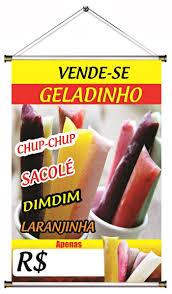 VENDE-SE
GELADINHO
CHUP-CHUP
SACOLÉ
DIMDIM
LARANJINHA
Apenas
R$